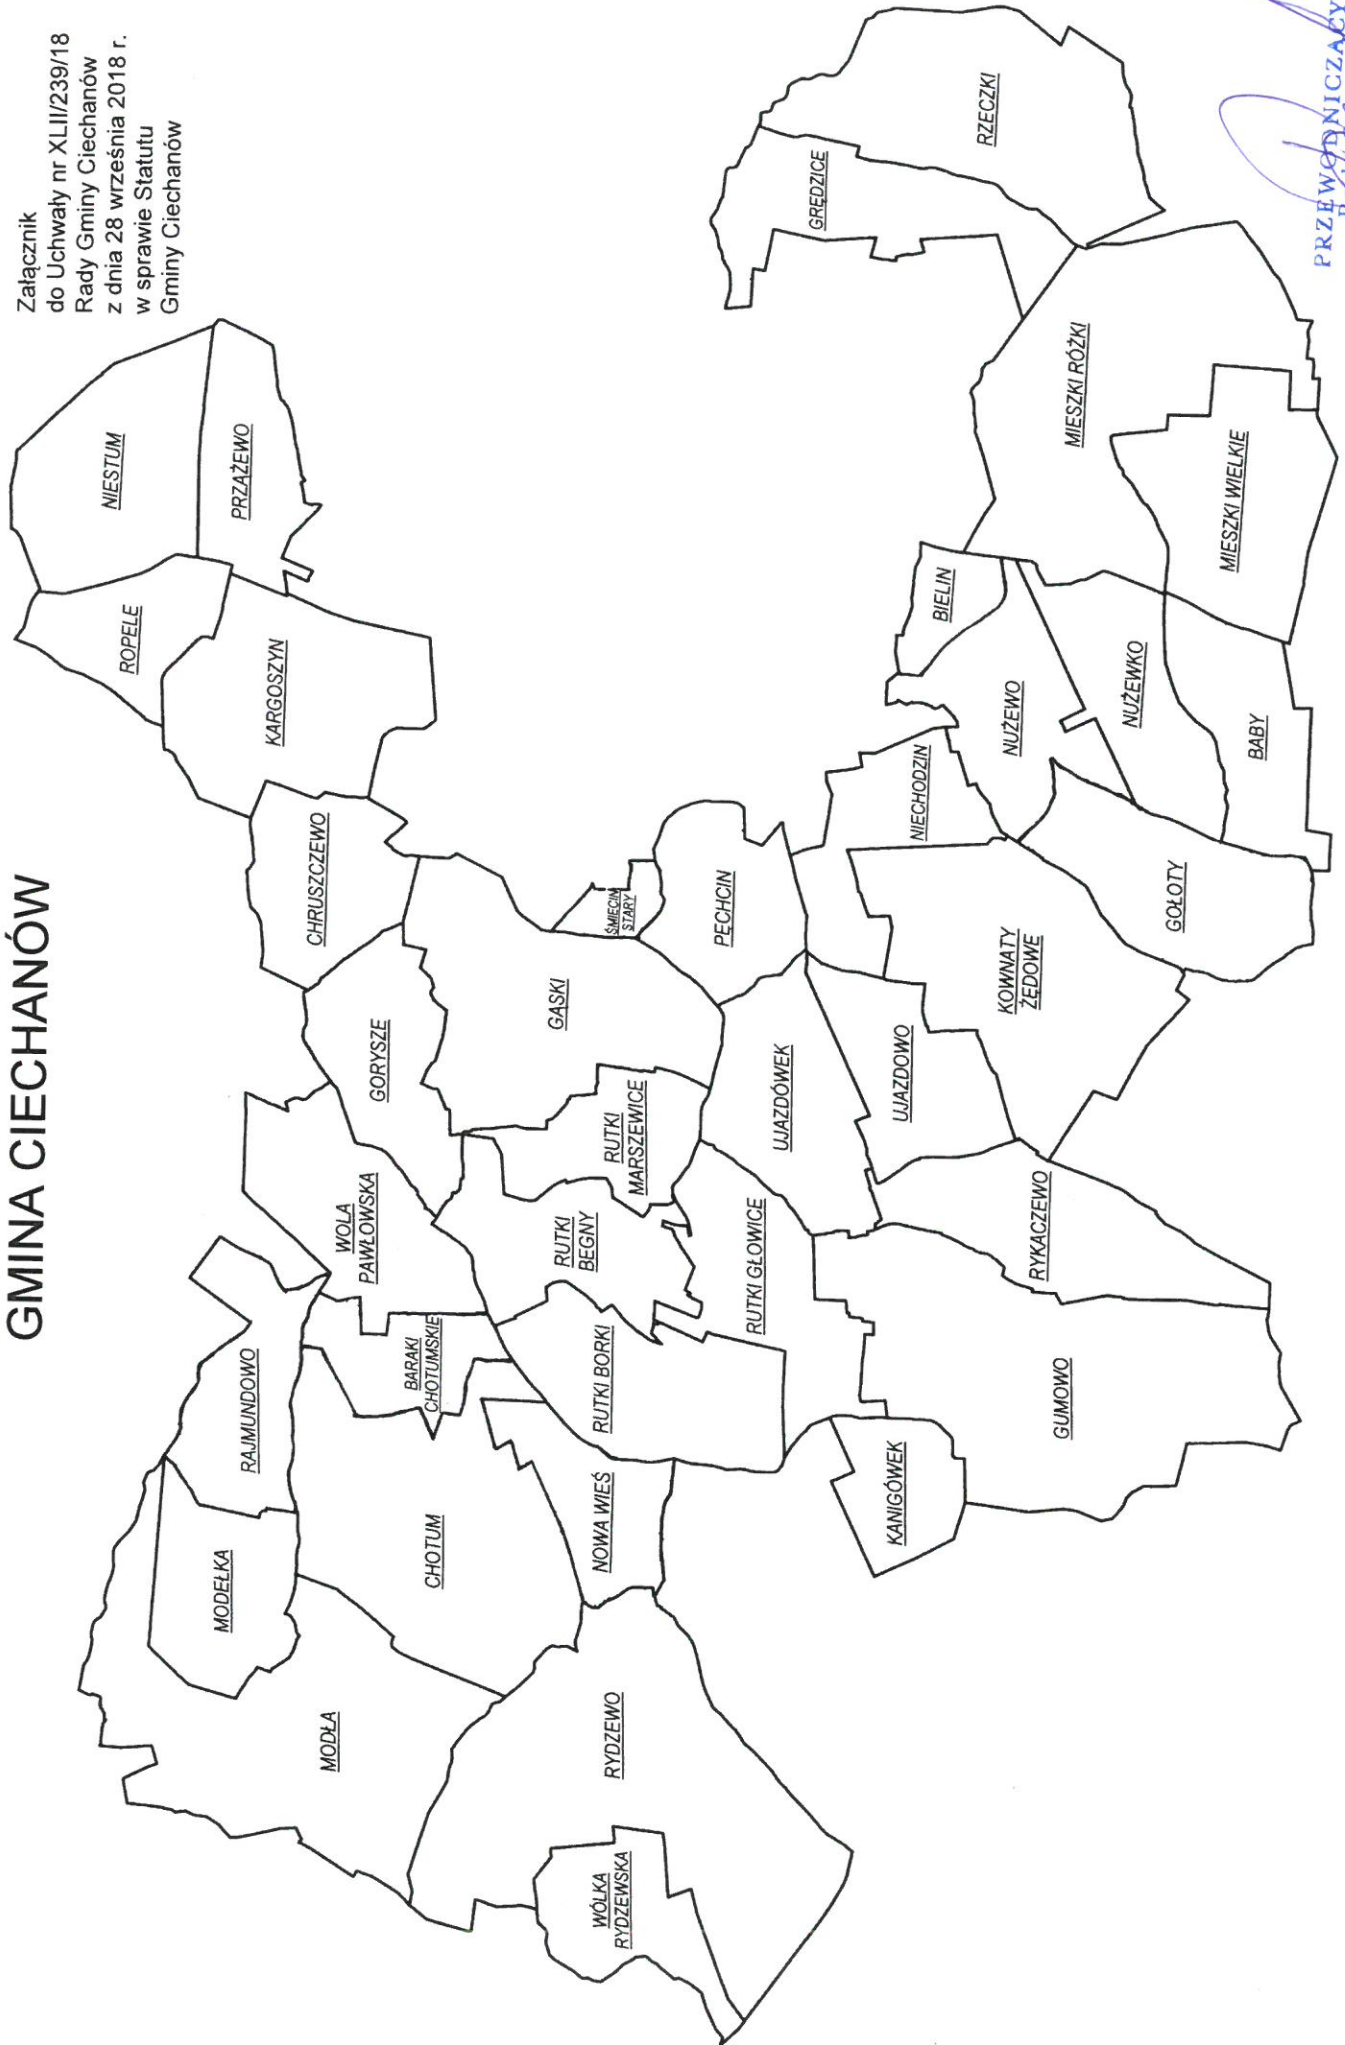 GMINA CIECHANÓW
Załącznik
do Uchwały nr XLII/239/18
Rady Gminy Ciechanów
z dnia 28 września 2018 r.
w sprawie Statutu
Gminy Ciechanów
NIESTUM
PRZĄŻEWO
ROPELE
KARGOSZYN
CHRUSZCZEWO
GORYSZE
WOLA
PAWŁOWSKA
RAJMUNDOWO
MODEŁKA
MODŁA
BARAKI
CHOTUMSKIE
CHOTUM
GĄSKI
ŚMIECIN
STARY
PĘCHCIN
RUTKI
MARSZEWICE
RUTKI
BEGNY
RUTKI BORKI
NOWA WIEŚ
RYDZEWO
WÓLKA
RYDZEWSKA
RUTKI GŁOWICE
UJAZDÓWEK
UJAZDOWO
KANIGÓWEK
GUMOWO
RYKACZEWO
KOWNATY
ŻĘDOWE
NIECHODZIN
GOŁOTY
NUŻEWO
BIELIN
NUŻEWKO
BABY
MIESZKI WIELKIE
MIESZKI RÓŻKI
GRĘDZICE
RZECZKI
PRZEWODNICZĄCY